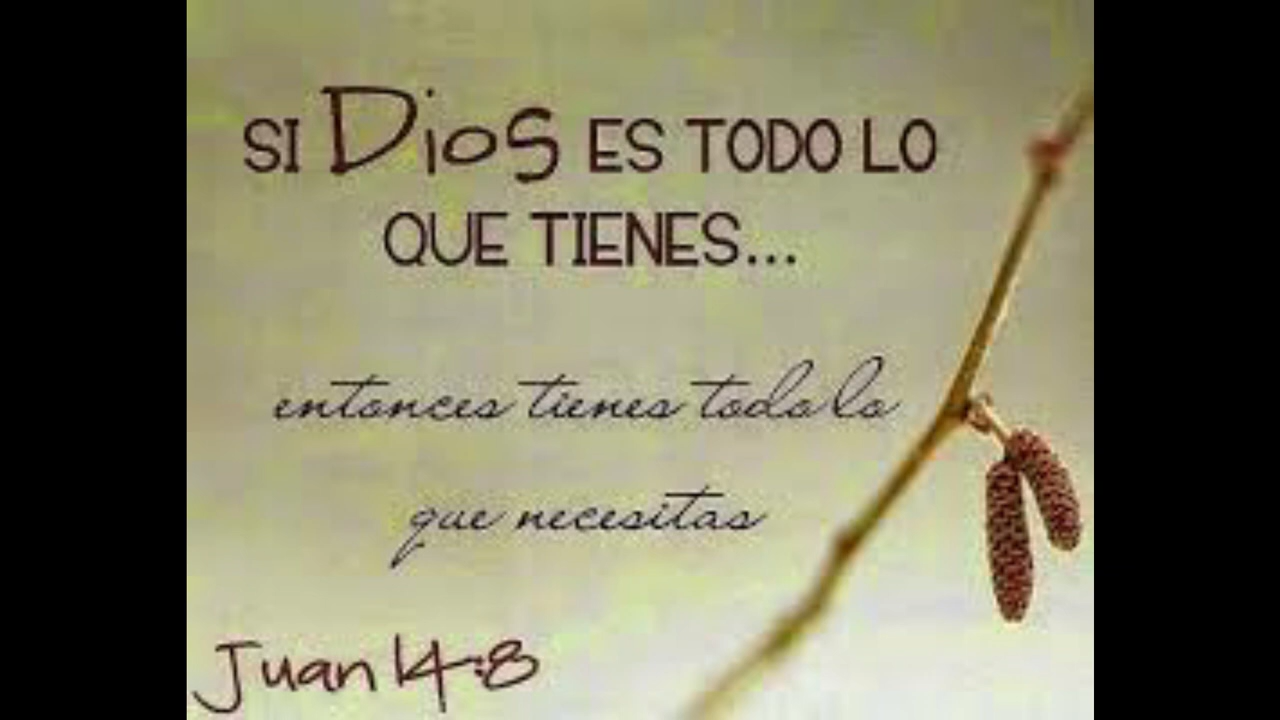 SI Dios ES TODO LO
QUE TIENES...
entonces tienes todo lo
que necesitas
Juan 14:8